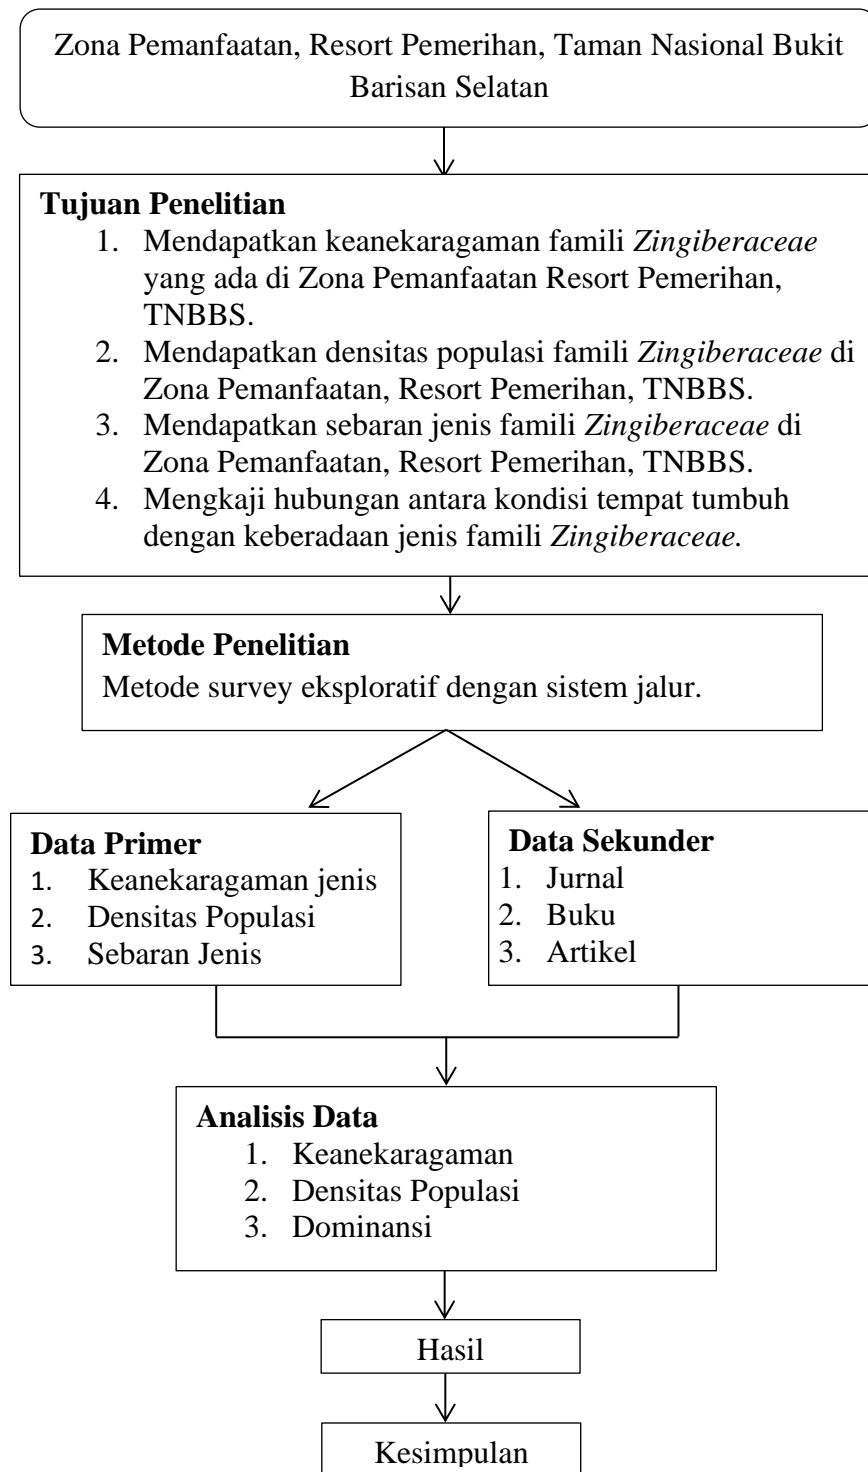 Zona Pemanfaatan, Resort Pemerihan, Taman Nasional Bukit
Barisan Selatan
Tujuan Penelitian
1. Mendapatkan keanekaragaman famili Zingiberaceae
yang ada di Zona Pemanfaatan Resort Pemerihan,
TNBBS.
2. Mendapatkan densitas populasi famili Zingiberaceae di
Zona Pemanfaatan, Resort Pemerihan, TNBBS.
3. Mendapatkan sebaran jenis famili Zingiberaceae di
Zona Pemanfaatan, Resort Pemerihan, TNBBS.
4. Mengkaji hubungan antara kondisi tempat tumbuh
dengan keberadaan jenis famili Zingiberaceae.
Metode Penelitian
Metode survey eksploratif dengan sistem jalur.
Data Primer
1. Keanekaragaman jenis
2. Densitas Populasi
3. Sebaran Jenis
Data Sekunder
1. Jurnal
2. Buku
3. Artikel
Analisis Data
1. Keanekaragaman
2. Densitas Populasi
3. Dominansi
Hasil
Kesimpulan